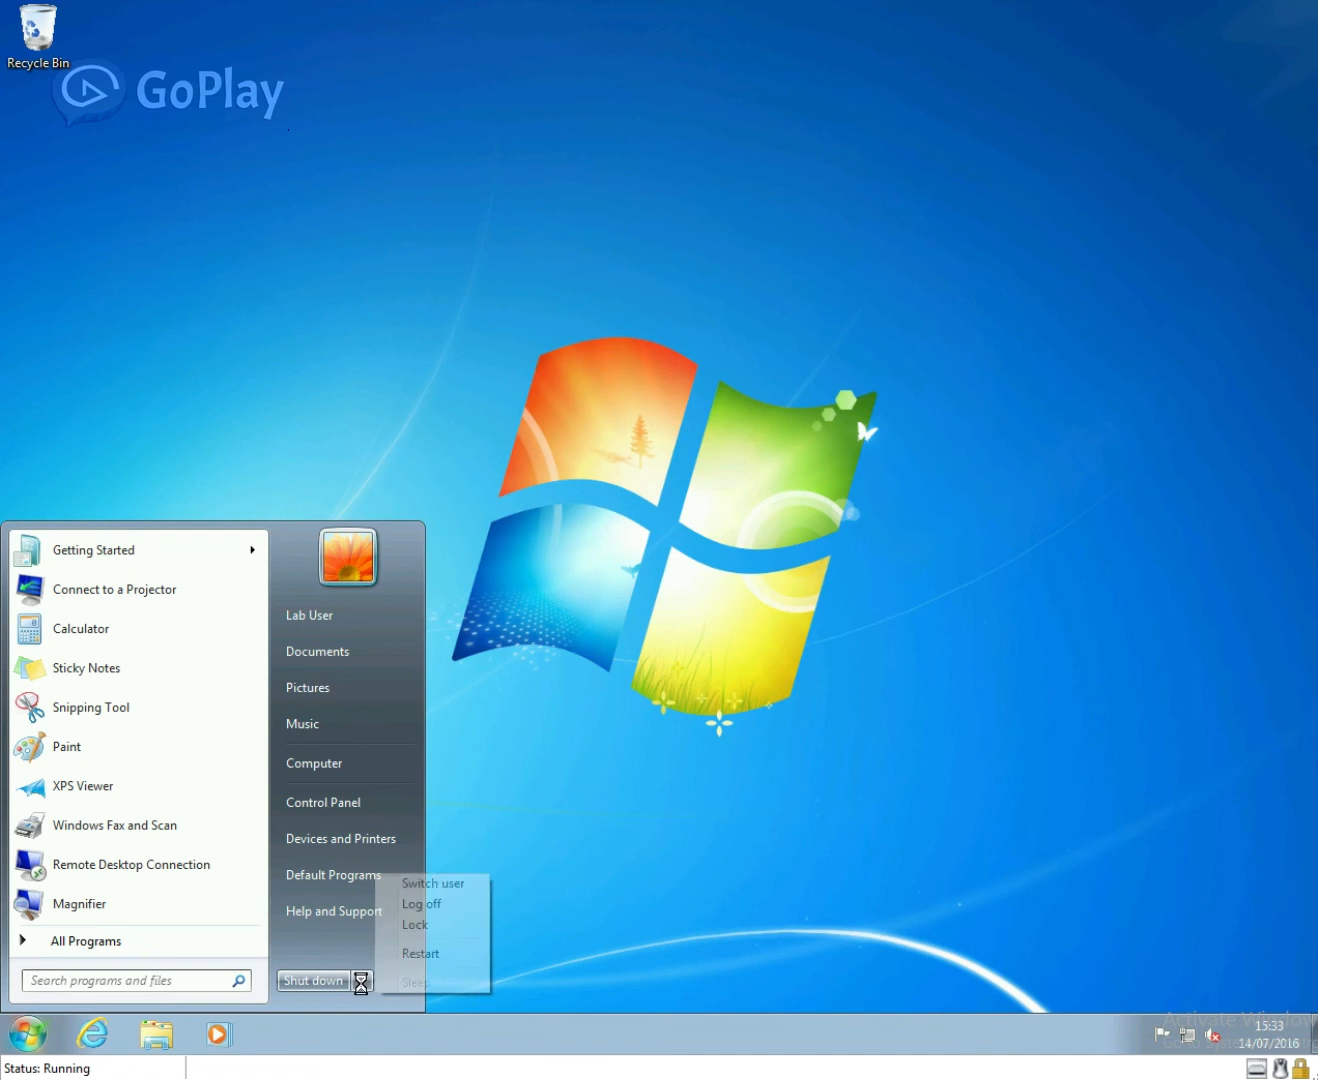 Recycle Bin
GoPlay
Getting Started
Connect to a Projector
Calculator
Sticky Notes
Snipping Tool
Paint
XPS Viewer
Windows Fax and Scan
Remote Desktop Connection
Magnifier
All Programs
Search programs and files
Lab User
Documents
Pictures
Music
Computer
Control Panel
Devices and Printers
Default Programs
Help and Support
Shut down
Switch user
Log off
Lock
Restart
Sleep
Activate Window
15:33
14/07/2016
Status: Running